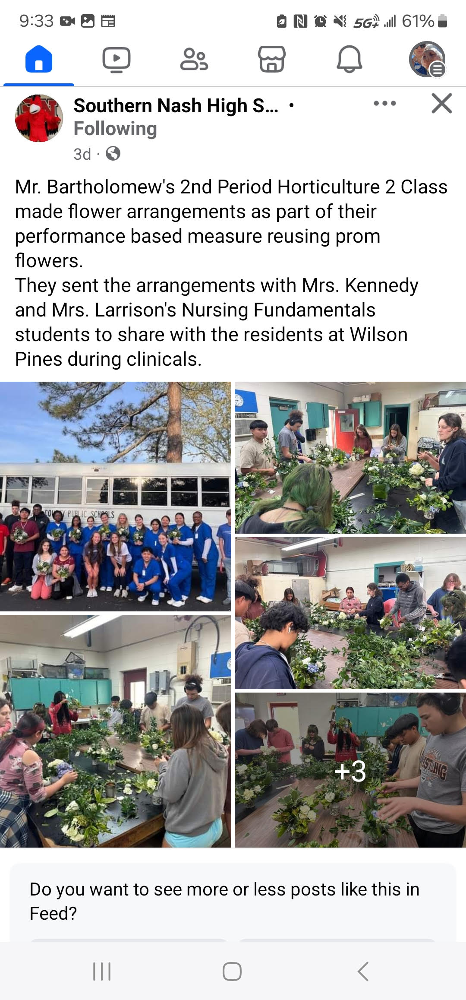 9:33
5G+ 61%
Southern Nash High S... •
Following
3d ·
Mr. Bartholomew's 2nd Period Horticulture 2 Class
made flower arrangements as part of their
performance based measure reusing prom
flowers.
They sent the arrangements with Mrs. Kennedy
and Mrs. Larrison's Nursing Fundamentals
students to share with the residents at Wilson
Pines during clinicals.
PUBLIC SCHOOLS
+3
Do you want to see more or less posts like this in
Feed?